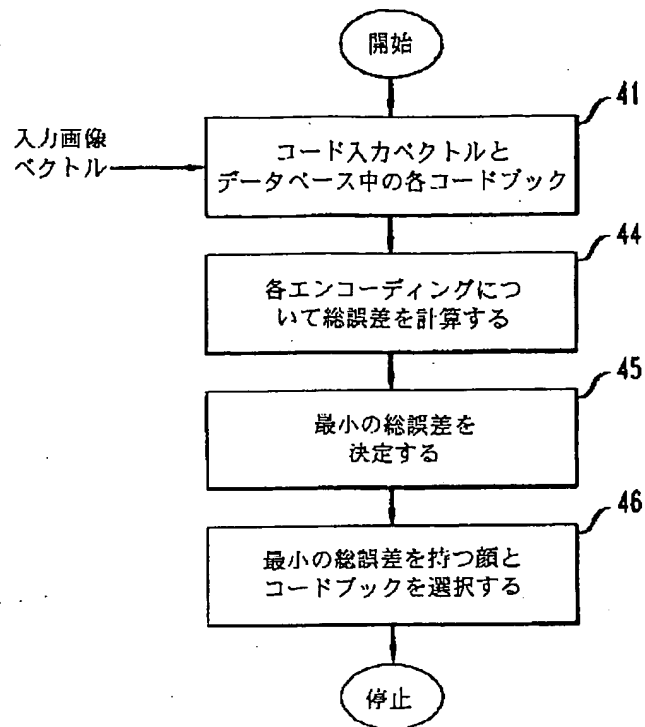 開始
41
入力画像
ベクトル
コード入力ベクトルと
データベース中の各コードブック
44
各エンコーディングにつ
いて総誤差を計算する
45
最小の総誤差を
決定する
46
最小の総誤差を持つ顔と
コードブックを選択する
停止